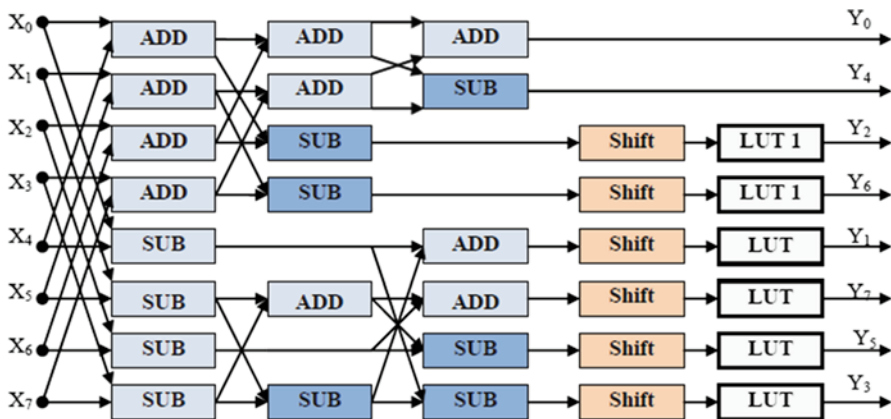 X0 ADD ADD ADD Y0
X1 ADD ADD SUB Y4
X2 ADD SUB Shift LUT 1 Y2
X3 ADD SUB Shift LUT 1 Y6
X4 SUB ADD Shift LUT Y1
X5 SUB ADD ADD Shift LUT Y7
X6 SUB SUB Shift LUT Y5
X7 SUB SUB SUB Shift LUT Y3